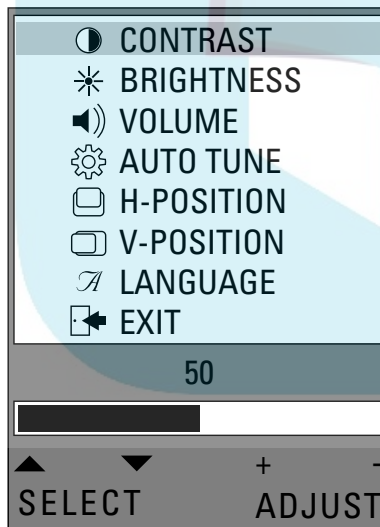 CONTRAST
BRIGHTNESS
VOLUME
AUTO TUNE
H-POSITION
V-POSITION
A LANGUAGE
EXIT
50
+ -
SELECT ADJUST